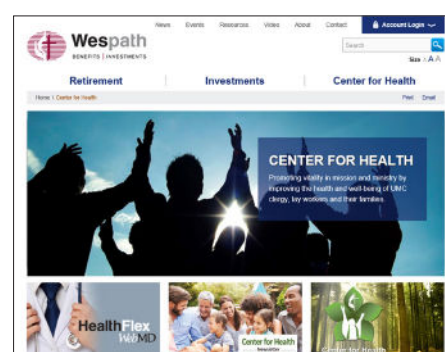 News Events Resources Video About Contact Account Login
Wespath
BENEFITS | INVESTMENTS
Search
Size A A A
Retirement Investments Center for Health
Home \ Center for Health Print Email
CENTER FOR HEALTH
Promoting vitality in mission and ministry by
improving the health and well-being of UMC
clergy, lay workers and their families.
HealthFlex
WebMD
Center for Health
Newsletter
Center for Health